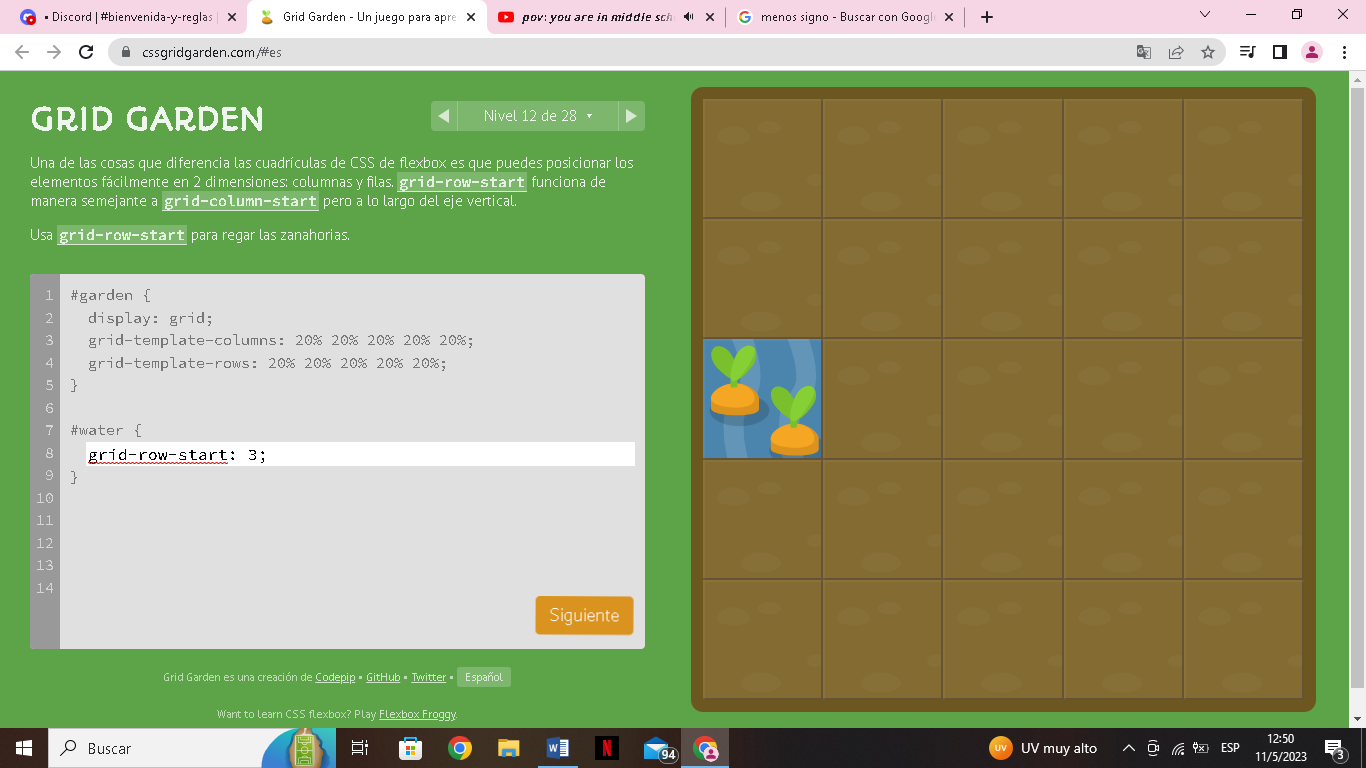 • Discord | #bienvenida-y-reglas
Grid Garden - Un juego para apre
pov: you are in middle sch
menos signo - Buscar con Google
cssgridgarden.com/#es
GRID GARDEN
Nivel 12 de 28
Una de las cosas que diferencia las cuadrículas de CSS de flexbox es que puedes posicionar los
elementos fácilmente en 2 dimensiones: columnas y filas. grid-row-start funciona de
manera semejante a grid-column-start pero a lo largo del eje vertical.
Usa grid-row-start para regar las zanahorias.
1 #garden {
2 display: grid;
3 grid-template-columns: 20% 20% 20% 20% 20%;
4 grid-template-rows: 20% 20% 20% 20% 20%;
5 }
6
7 #water {
8 grid-row-start: 3;
9 }
10
11
12
13
14
Siguiente
Grid Garden es una creación de Codepip • GitHub • Twitter • Español
Want to learn CSS flexbox? Play Flexbox Froggy.
Buscar
N
94
UV
UV muy alto
ESP
12:50
11/5/2023
3